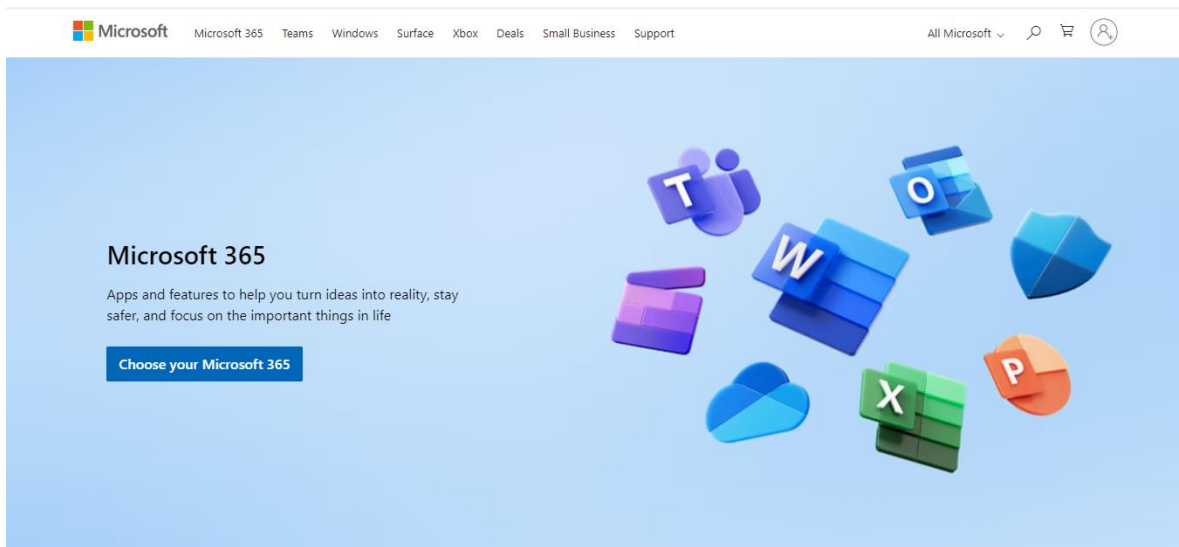 Microsoft Microsoft 365 Teams Windows Surface Xbox Deals Small Business Support All Microsoft
T
O
W
Microsoft 365
Apps and features to help you turn ideas into reality, stay
safer, and focus on the important things in life
Choose your Microsoft 365
P
X